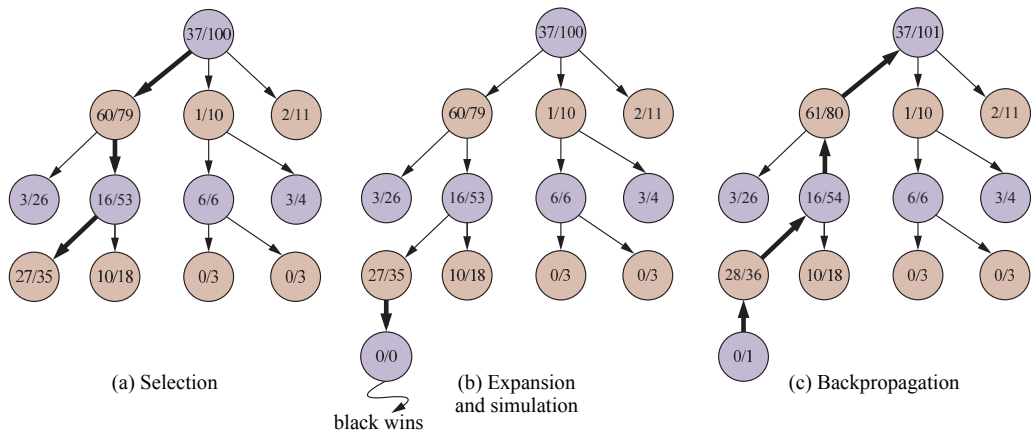 37/100
60/79 1/10 2/11
3/26 16/53 6/6 3/4
27/35 10/18 0/3 0/3
(a) Selection
37/100
60/79 1/10 2/11
3/26 16/53 6/6 3/4
27/35 10/18 0/3 0/3
0/0
black wins
(b) Expansion
and simulation
37/101
61/80 1/10 2/11
3/26 16/54 6/6 3/4
28/36 10/18 0/3 0/3
0/1
(c) Backpropagation